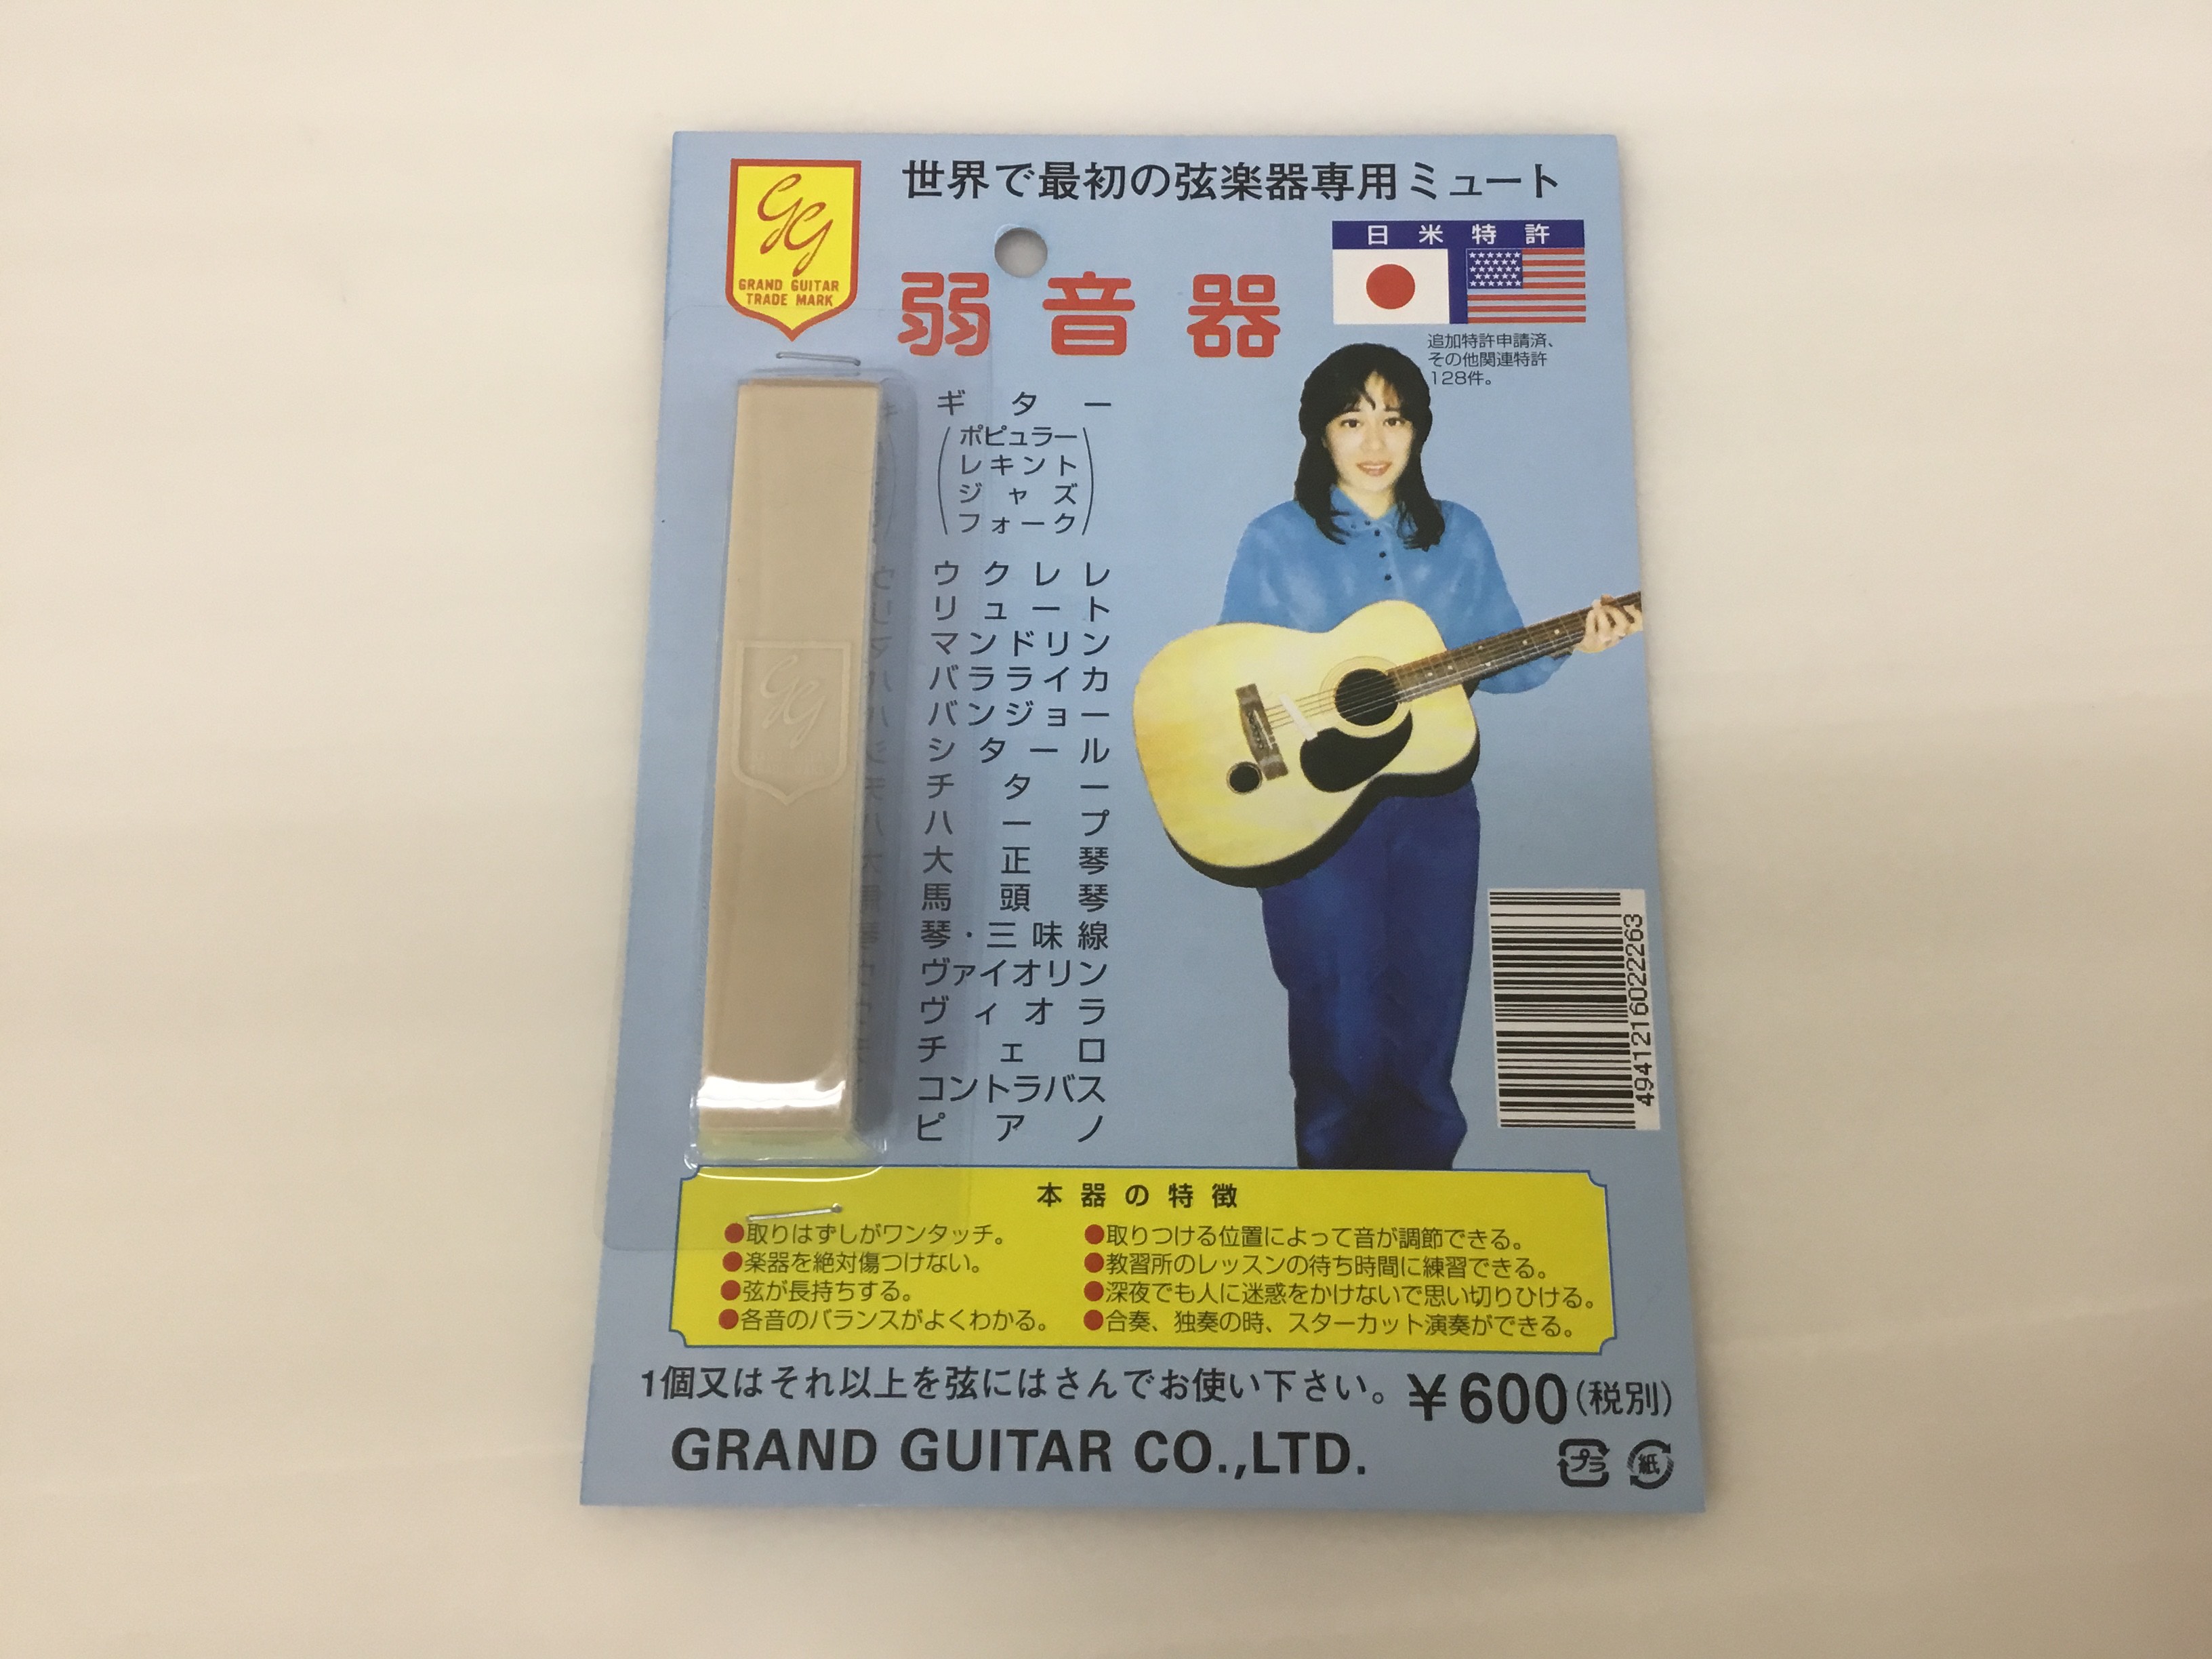 世界で最初の弦楽器専用ミュート
GG
GRAND GUITAR
TRADE MARK
日米特許
弱音器
追加特許申請済、
その他関連特許
128件。
ギター
(ポピュラー
レキント
ジャズ
フォーク)
ウクレレ
リュート
マンドリン
バラライカ
バンジョー
シタール
チター
ハープ
大正琴
馬頭琴
琴・三味線
ヴァイオリン
ヴィオラ
チェロ
コントラバス
ピアノ
GG
4941216022263
本器の特徴
●取りはずしがワンタッチ。
●楽器を絶対傷つけない。
●弦が長持ちする。
●各音のバランスがよくわかる。
●取りつける位置によって音が調節できる。
●教習所のレッスンの待ち時間に練習できる。
●深夜でも人に迷惑をかけないで思い切りひける。
●合奏、独奏の時、スターカット演奏ができる。
1個又はそれ以上を弦にはさんでお使い下さい。¥600(税別)
GRAND GUITAR CO.,LTD.
プラ 紙